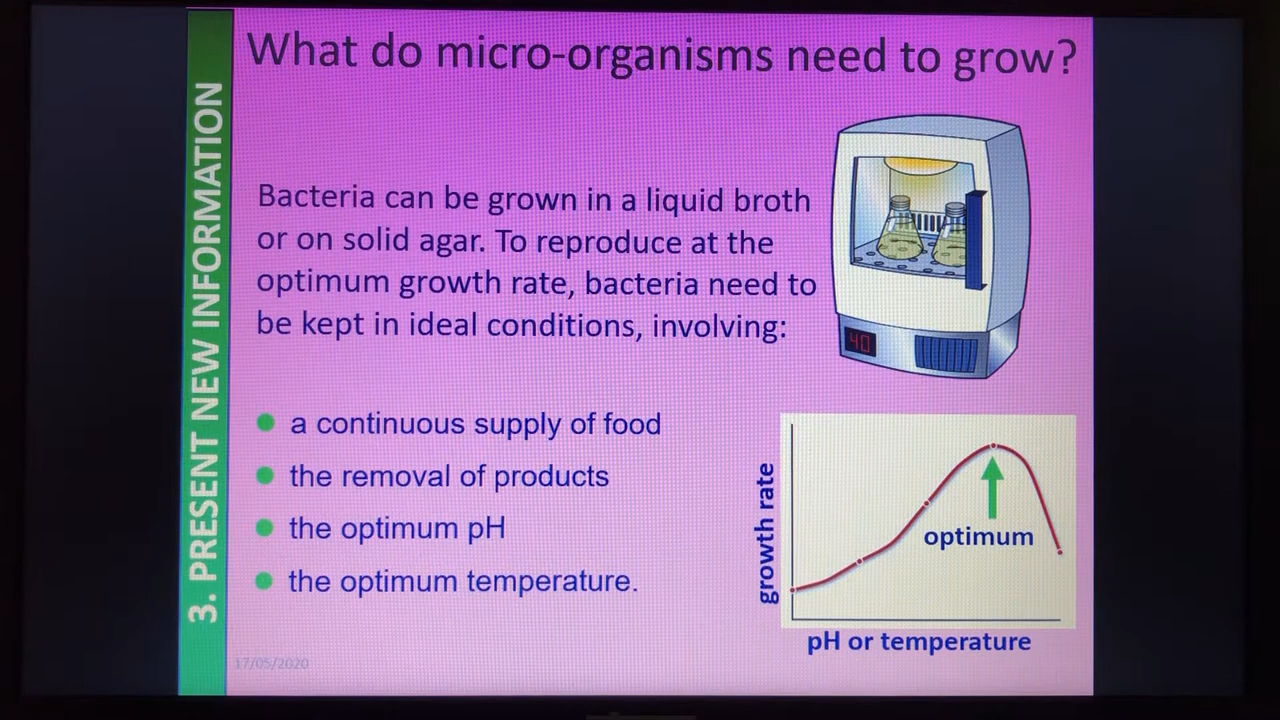 What do micro-organisms need to grow?
3. PRESENT NEW INFORMATION
Bacteria can be grown in a liquid broth
or on solid agar. To reproduce at the
optimum growth rate, bacteria need to
be kept in ideal conditions, involving:
40
a continuous supply of food
the removal of products
the optimum pH
the optimum temperature.
growth rate
optimum
pH or temperature
17/05/2020